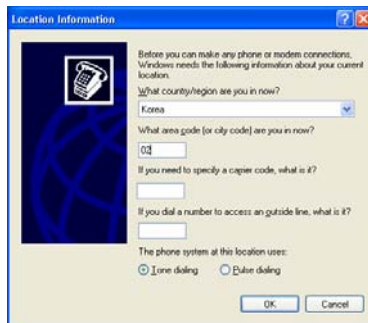 Location Information
Before you can make any phone or modem connections,
Windows needs the following information about your current
location.
What country/region are you in now?
Korea
What area code (or city code) are you in now?
02
If you need to specify a carrier code, what is it?
If you dial a number to access an outside line, what is it?
The phone system at this location uses:
Tone dialing Pulse dialing
OK Cancel